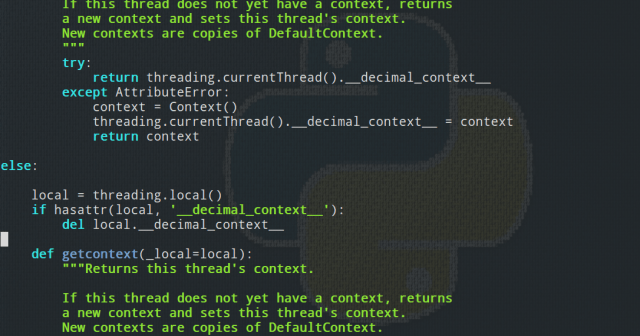 If this thread does not yet have a context, returns
a new context and sets this thread's context.
New contexts are copies of DefaultContext.
"""
try:
return threading.currentThread().__decimal_context__
except AttributeError:
context = Context()
threading.currentThread().__decimal_context__ = context
return context
else:
local = threading.local()
if hasattr(local, '__decimal_context__'):
del local.__decimal_context__
def getcontext(_local=local):
"""Returns this thread's context.
If this thread does not yet have a context, returns
a new context and sets this thread's context.
New contexts are copies of DefaultContext.